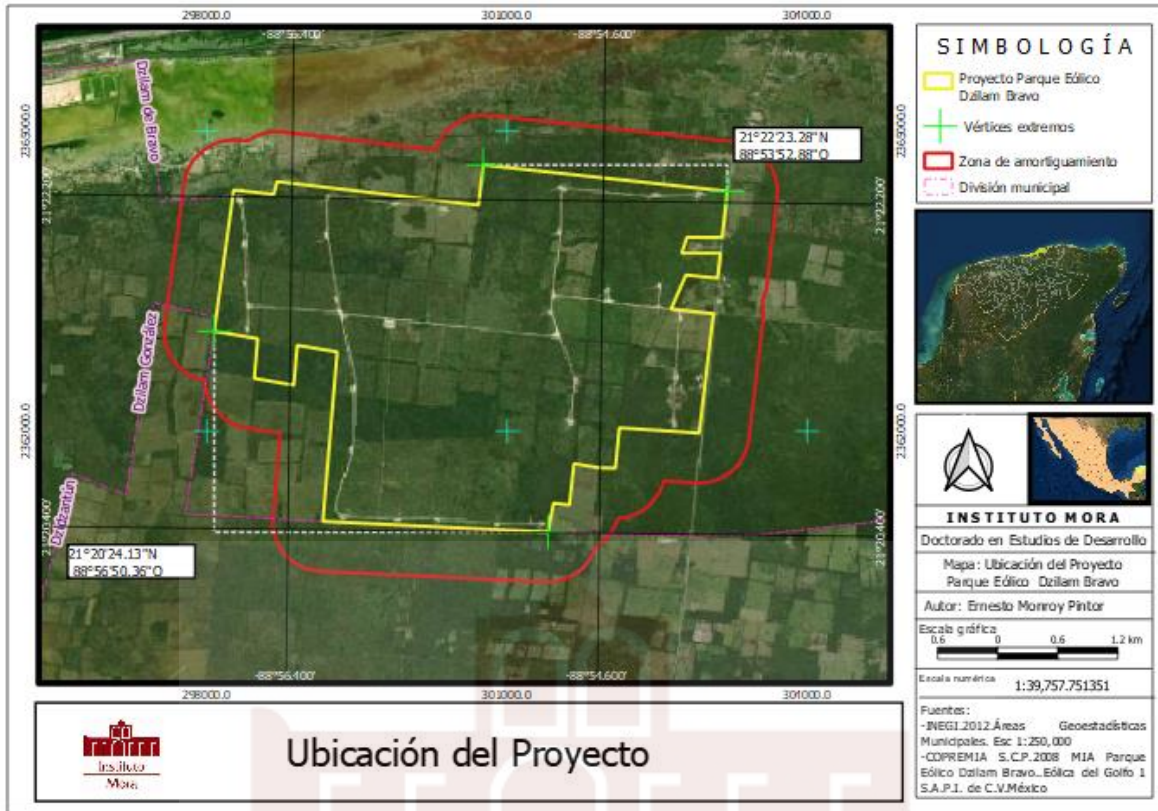 298000.0 301000.0 304000.0
-88°56.400' -88°54.600'
Dzilam de Bravo
2365000.0
2365000.0
21°22'23.28"N
88°53'52.88"O
21°22.200'
21°22.200'
Dzilam González
2362000.0
2362000.0
Dzidzantún
21°20.400'
21°20.400'
21°20'24.13"N
88°56'50.36"O
-88°56.400' -88°54.600'
298000.0 301000.0 304000.0
SIMBOLOGÍA
Proyecto Parque Eólico
Dzilam Bravo
Vértices extremos
Zona de amortiguamiento
División municipal
INSTITUTO MORA
Doctorado en Estudios de Desarrollo
Mapa: Ubicación del Proyecto
Parque Eólico Dzilam Bravo
Autor: Ernesto Monroy Pintor
Escala gráfica
0.6 0 0.6 1.2 km
Escala numérica 1:39,757.751351
Fuentes:
-INEGI.2012.Áreas Geoestadísticas
Municipales. Esc 1:250,000
-COPREMIA S.C.P.2008 MIA Parque
Eólico Dzilam Bravo..Eólica del Golfo 1
S.A.P.I. de C.V.México
Instituto
Mora
Ubicación del Proyecto